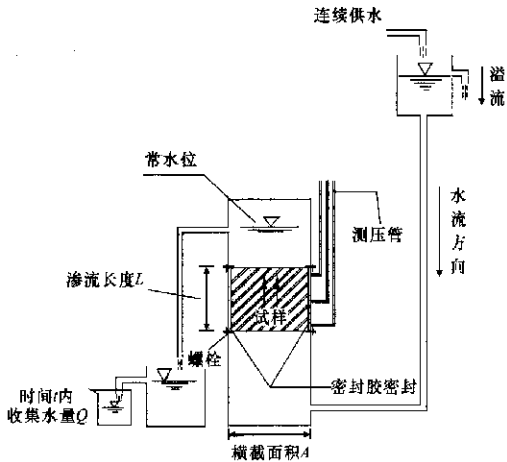 连续供水
溢
流
常水位
水
流
方
向
测压管
渗流长度L
试样
螺栓
密封胶密封
时间t内
收集水量Q
横截面积A